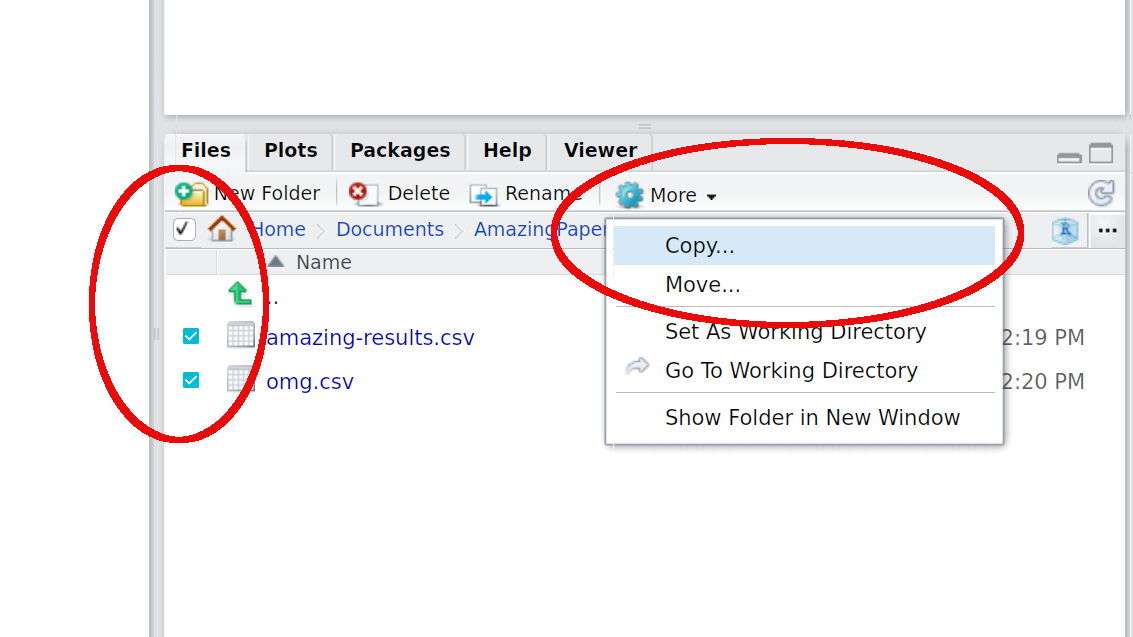 Files Plots Packages Help Viewer
New Folder Delete Rename More
Home Documents AmazingPaper
Name
Copy...
Move...
..
Set As Working Directory
amazing-results.csv 2:19 PM
Go To Working Directory
omg.csv 2:20 PM
Show Folder in New Window